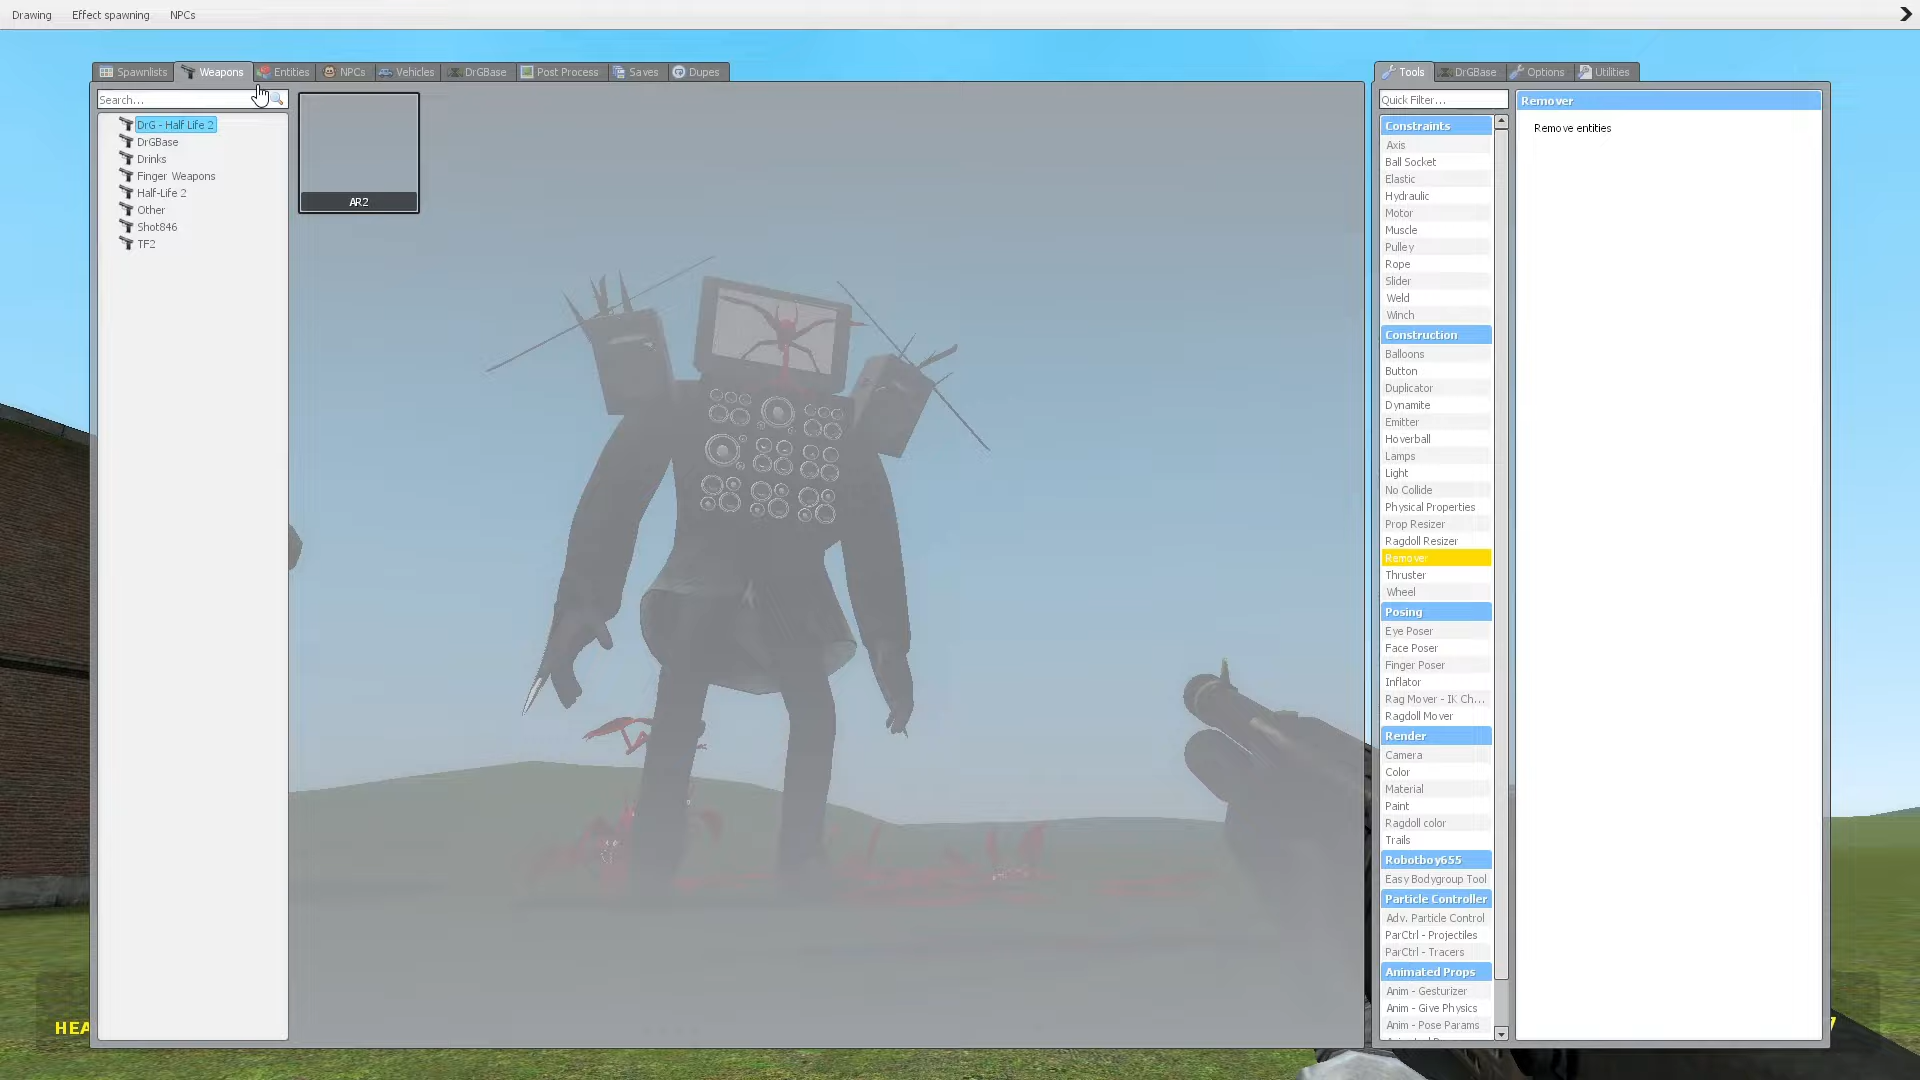 Drawing Effect spawning NPCs
Spawnlists Weapons Entities NPCs Vehicles DrGBase Post Process Saves Dupes
Search...
DrG - Half Life 2
DrGBase
Drinks
Finger Weapons
Half-Life 2
Other
Shot846
TF2
AR2
Tools DrGBase Options Utilities
Quick Filter...
Constraints
Axis
Ball Socket
Elastic
Hydraulic
Motor
Muscle
Pulley
Rope
Slider
Weld
Winch
Construction
Balloons
Button
Duplicator
Dynamite
Emitter
Hoverball
Lamps
Light
No Collide
Physical Properties
Prop Resizer
Ragdoll Resizer
Remover
Thruster
Wheel
Posing
Eye Poser
Face Poser
Finger Poser
Inflator
Rag Mover - IK Ch...
Ragdoll Mover
Render
Camera
Color
Material
Paint
Ragdoll color
Trails
Robotboy655
Easy Bodygroup Tool
Particle Controller
Adv. Particle Control
ParCtrl - Projectiles
ParCtrl - Tracers
Animated Props
Anim - Gesturizer
Anim - Give Physics
Anim - Pose Params
Remover
Remove entities
HEA